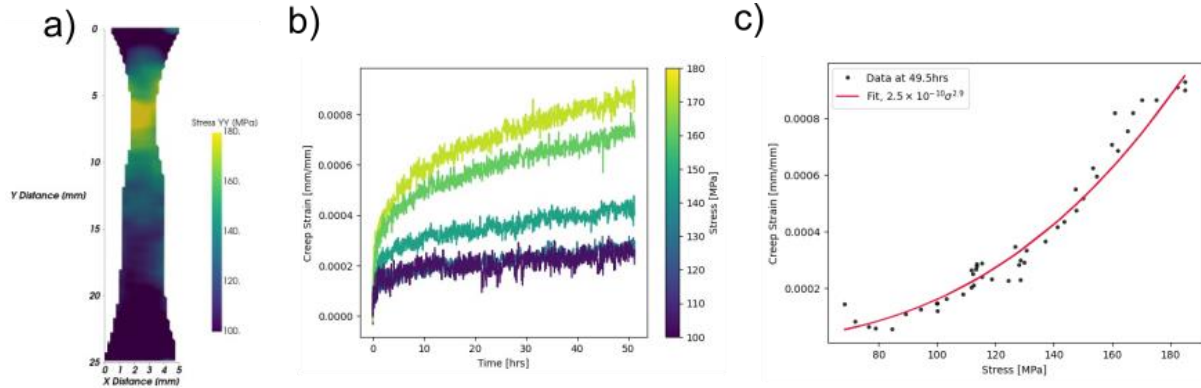 a)
0
5
10
15
20
25
Y Distance (mm)
0 1 2 3 4 5
X Distance (mm)
Stress YY (MPa)
180.
160.
140.
120.
100.
b)
0.0008
0.0006
0.0004
0.0002
0.0000
Creep Strain [mm/mm]
0 10 20 30 40 50
Time [hrs]
180
170
160
150
140
130
120
110
100
Stress [MPa]
c)
Data at 49.5hrs
Fit, 2.5 × 10⁻¹⁰σ²·⁹
0.0008
0.0006
0.0004
0.0002
Creep Strain [mm/mm]
80 100 120 140 160 180
Stress [MPa]